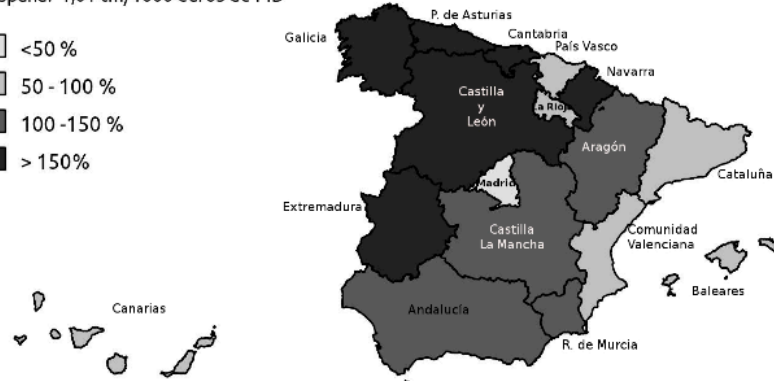 <50 %
50 - 100 %
100 -150 %
> 150%
Galicia
P. de Asturias
Cantabria
País Vasco
Navarra
Castilla
y
León
La Rioj
Aragón
Cataluña
Madrid
Extremadura
Castilla
La Mancha
Comunidad
Valenciana
Baleares
Canarias
Andalucía
R. de Murcia